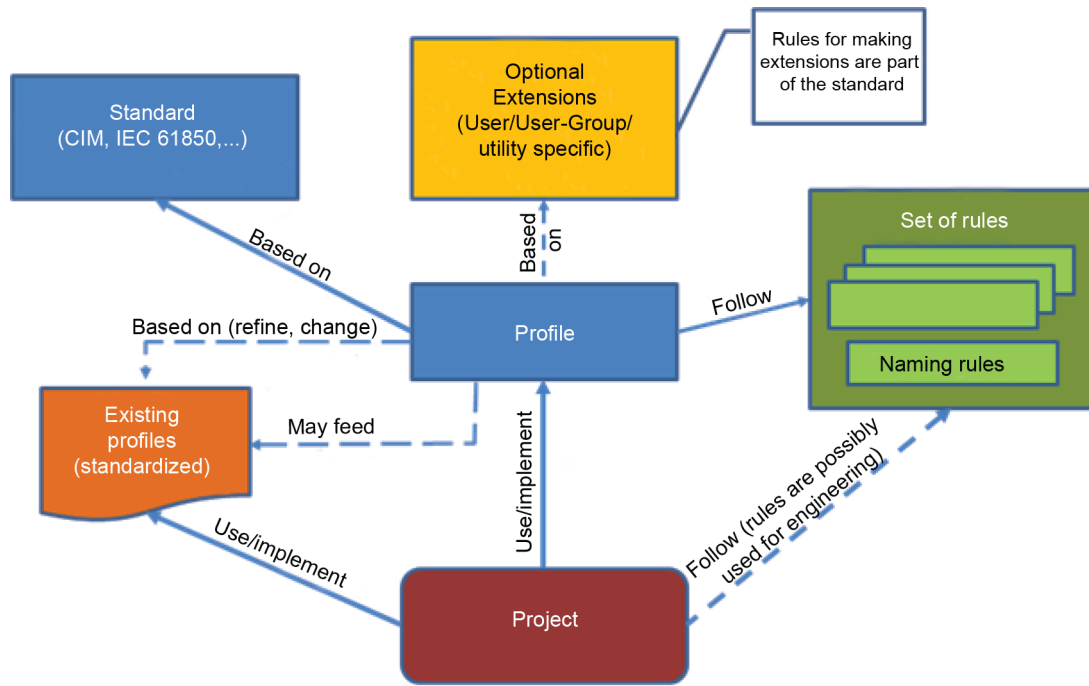 Rules for making
extensions are part
of the standard
Optional
Extensions
(User/User-Group/
utility specific)
Standard
(CIM, IEC 61850,...)
Set of rules
Naming rules
Based on
Based
on
Follow
Profile
Based on (refine, change)
Existing
profiles
(standardized)
May feed
Use/implement
Use/implement
Follow (rules are possibly
used for engineering)
Project